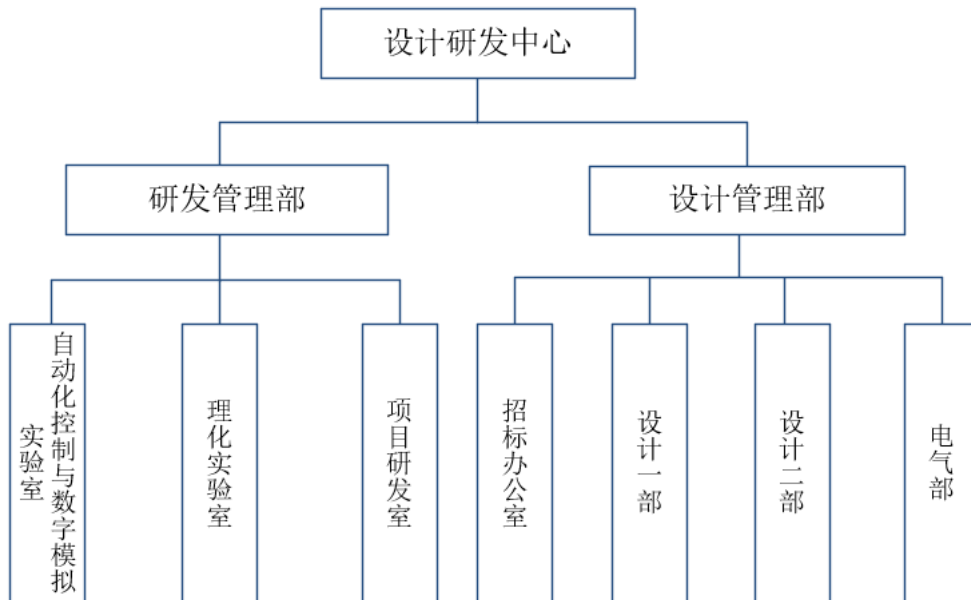 设计研发中心
研发管理部
设计管理部
自动化控制与数字模拟
实验室
理化实验室
项目研发室
招标办公室
设计一部
设计二部
电气部